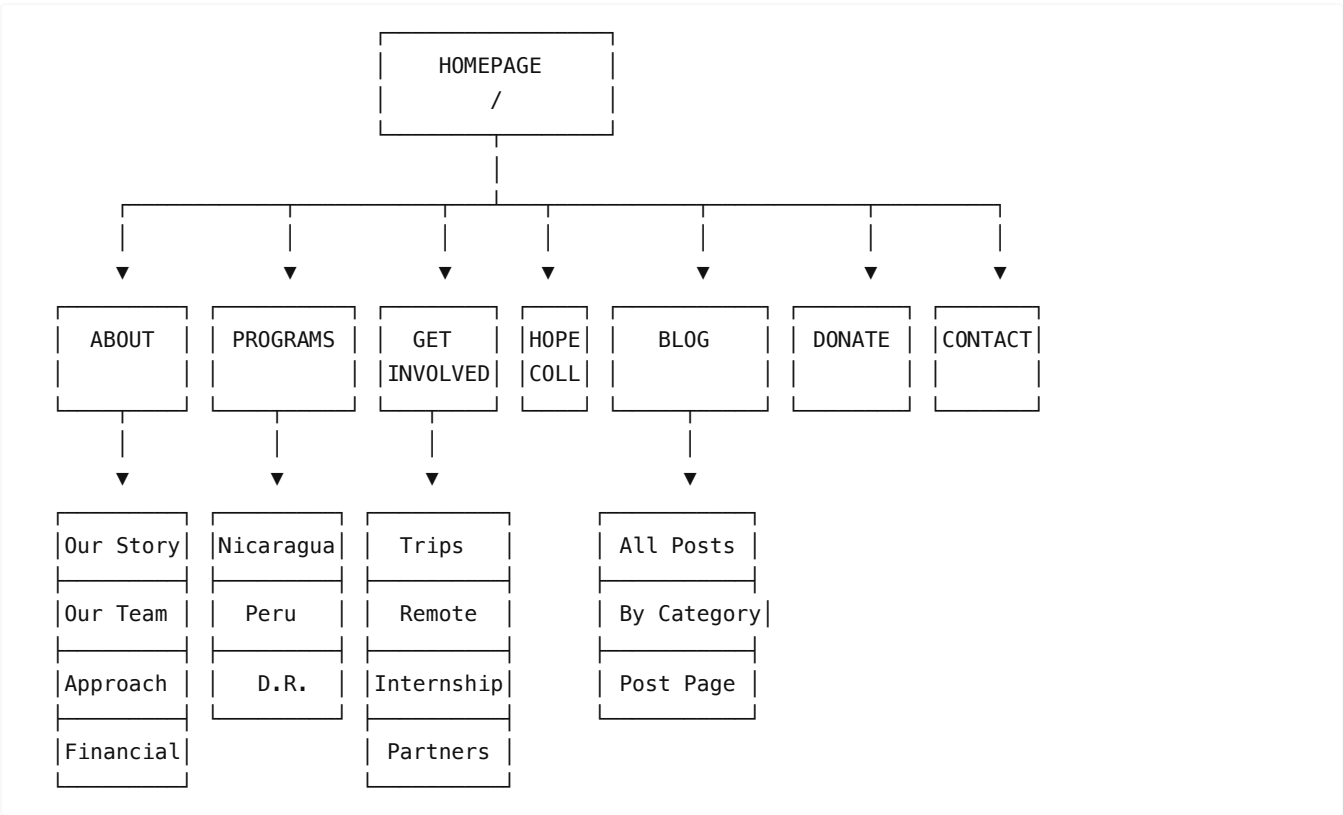 HOMEPAGE
/
ABOUT PROGRAMS GET HOPE BLOG DONATE CONTACT
INVOLVED COLL
Our Story Nicaragua Trips All Posts
Our Team Peru Remote By Category
Approach D.R. Internship Post Page
Financial Partners